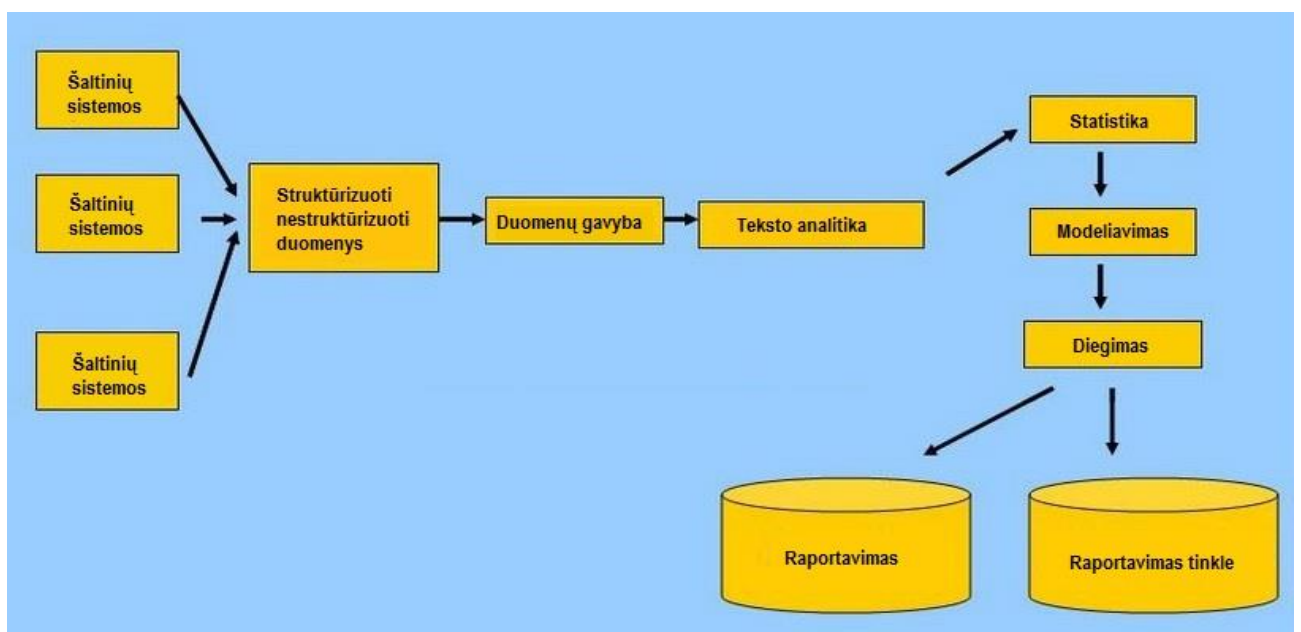 Šaltinių
sistemos
Šaltinių
sistemos
Šaltinių
sistemos
Struktūrizuoti
nestruktūrizuoti
duomenys
Duomenų gavyba
Teksto analitika
Statistika
Modeliavimas
Diegimas
Raportavimas
Raportavimas tinkle